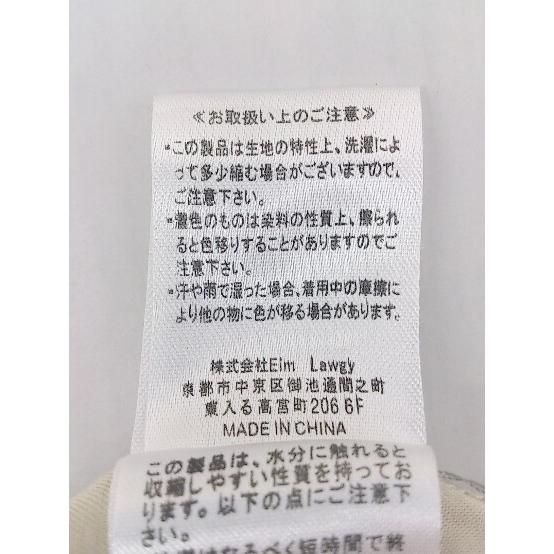 ≪お取扱い上のご注意≫
・この製品は生地の特性上、洗濯によ
って多少縮む場合がございますので、
ご注意下さい。
・濃色のものは染料の性質上、擦られ
ると色移りすることがありますのでご
注意下さい。
・汗や雨で湿った場合、着用中の摩擦に
より他の物に色が移る場合があります。
株式会社Eim Lawgy
京都市中京区御池通間之町
東入る高宮町206 6F
MADE IN CHINA
この製品は、水分に触れると
収縮しやすい性質を持ってお
ります。以下の点にご注意下
さい。
なるべく短時間で終